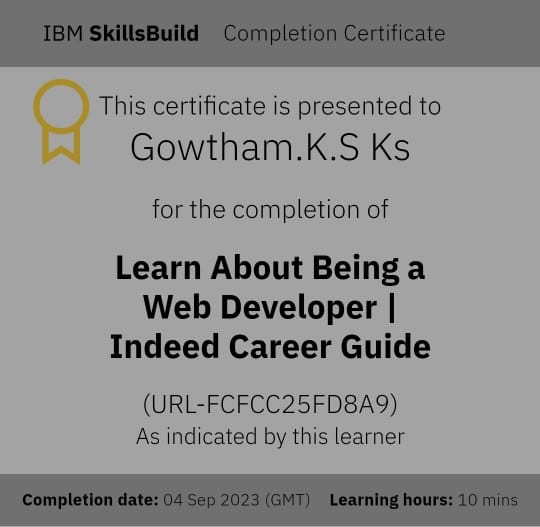 IBM SkillsBuild Completion Certificate
This certificate is presented to
Gowtham.K.S Ks
for the completion of
Learn About Being a
Web Developer |
Indeed Career Guide
(URL-FCFCC25FD8A9)
As indicated by this learner
Completion date: 04 Sep 2023 (GMT) Learning hours: 10 mins